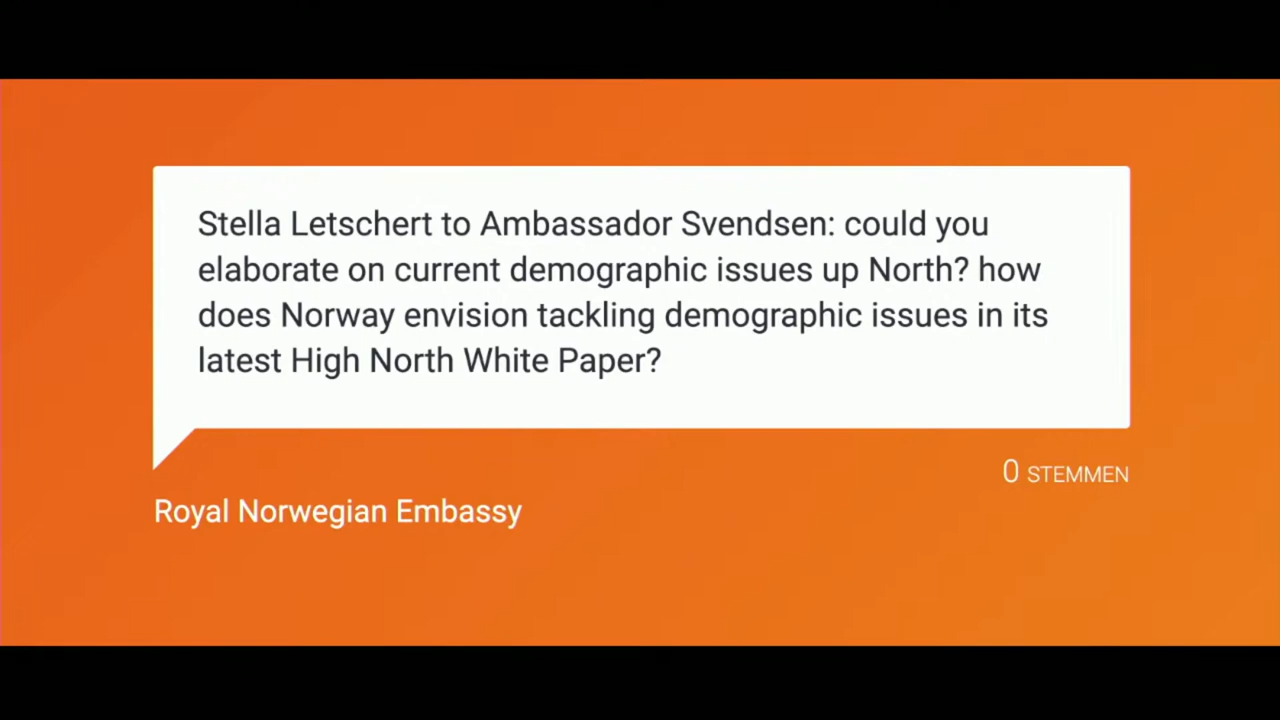 Stella Letschert to Ambassador Svendsen: could you
elaborate on current demographic issues up North? how
does Norway envision tackling demographic issues in its
latest High North White Paper?
0 STEMMEN
Royal Norwegian Embassy